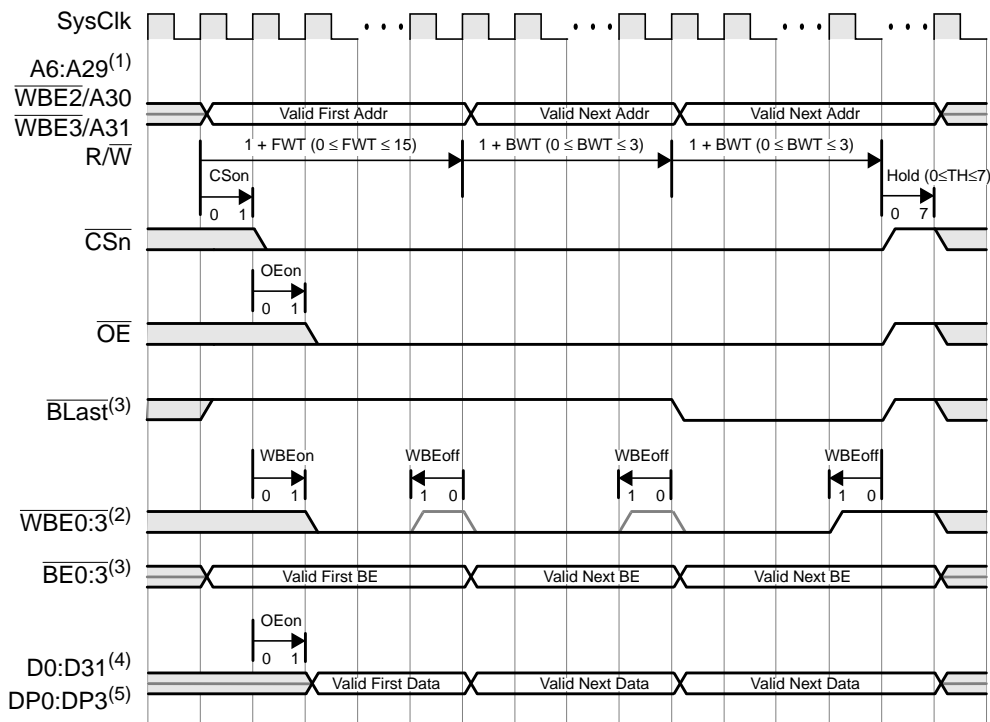 SysClk
A6:A29(1)
WBE2/A30
WBE3/A31
Valid First Addr Valid Next Addr Valid Next Addr
R/W
1 + FWT (0 ≤ FWT ≤ 15) 1 + BWT (0 ≤ BWT ≤ 3) 1 + BWT (0 ≤ BWT ≤ 3)
CSon Hold (0≤TH≤7)
0 1 0 7
CSn
OEon
0 1
OE
BLast(3)
WBEon WBEoff WBEoff WBEoff
0 1 1 0 1 0 1 0
WBE0:3(2)
BE0:3(3) Valid First BE Valid Next BE Valid Next BE
OEon
0 1
D0:D31(4)
Valid First Data Valid Next Data Valid Next Data
DP0:DP3(5)